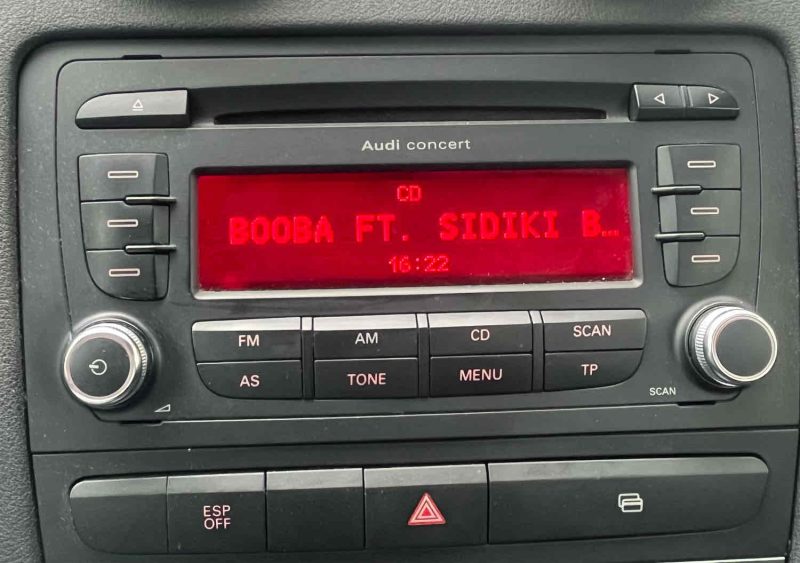 Audi concert
CD
BOOBA FT. SIDIKI B...
16:22
FM AM CD SCAN
AS TONE MENU TP
SCAN
ESP
OFF